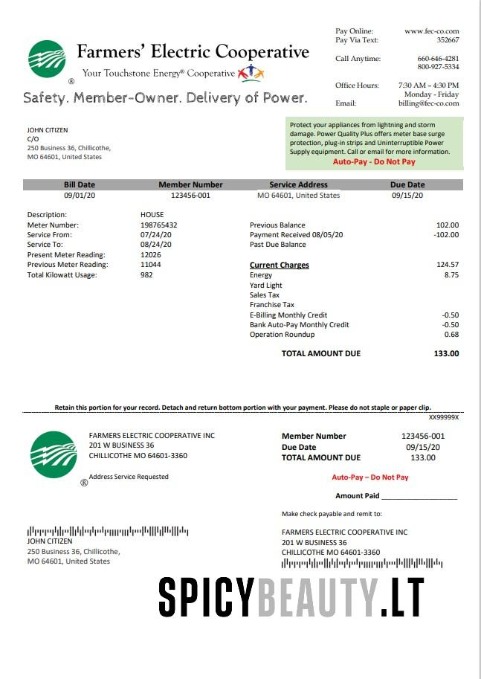 Farmers' Electric Cooperative
Your Touchstone Energy® Cooperative
®
Safety. Member-Owner. Delivery of Power.
Pay Online: www.fec-co.com
Pay Via Text: 352667
Call Anytime: 660-646-4281
800-927-5334
Office Hours: 7:30 AM – 4:30 PM
Monday - Friday
Email: billing@fec-co.com
JOHN CITIZEN
C/O
250 Business 36, Chillicothe,
MO 64601, United States
Protect your appliances from lightning and storm
damage. Power Quality Plus offers meter base surge
protection, plug-in strips and Uninterruptible Power
Supply equipment. Call or email for more information.
Auto-Pay - Do Not Pay
Bill Date Member Number Service Address Due Date
09/01/20 123456-001 MO 64601, United States 09/15/20
Description: HOUSE
Meter Number: 198765432
Service From: 07/24/20
Service To: 08/24/20
Present Meter Reading: 12026
Previous Meter Reading: 11044
Total Kilowatt Usage: 982
Previous Balance 102.00
Payment Received 08/05/20 -102.00
Past Due Balance
Current Charges 124.57
Energy 8.75
Yard Light
Sales Tax
Franchise Tax
E-Billing Monthly Credit -0.50
Bank Auto-Pay Monthly Credit -0.50
Operation Roundup 0.68
TOTAL AMOUNT DUE 133.00
Retain this portion for your record. Detach and return bottom portion with your payment. Please do not staple or paper clip.
XX99999X
FARMERS ELECTRIC COOPERATIVE INC
201 W BUSINESS 36
CHILLICOTHE MO 64601-3360
® Address Service Requested
Member Number 123456-001
Due Date 09/15/20
TOTAL AMOUNT DUE 133.00
Auto-Pay – Do Not Pay
Amount Paid
Make check payable and remit to:
JOHN CITIZEN
250 Business 36, Chillicothe,
MO 64601, United States
FARMERS ELECTRIC COOPERATIVE INC
201 W BUSINESS 36
CHILLICOTHE MO 64601-3360
SPICYBEAUTY.LT